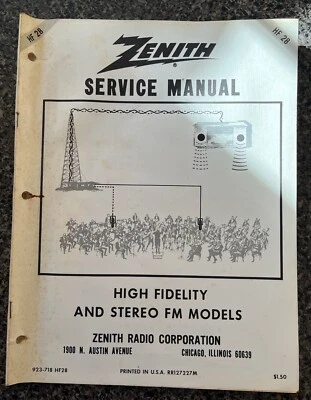 HF 28
HF 28
ZENITH
SERVICE MANUAL
HIGH FIDELITY
AND STEREO FM MODELS
ZENITH RADIO CORPORATION
1900 N. AUSTIN AVENUE CHICAGO, ILLINOIS 60639
923-718 HF28 PRINTED IN U.S.A. RR127227M $1.50